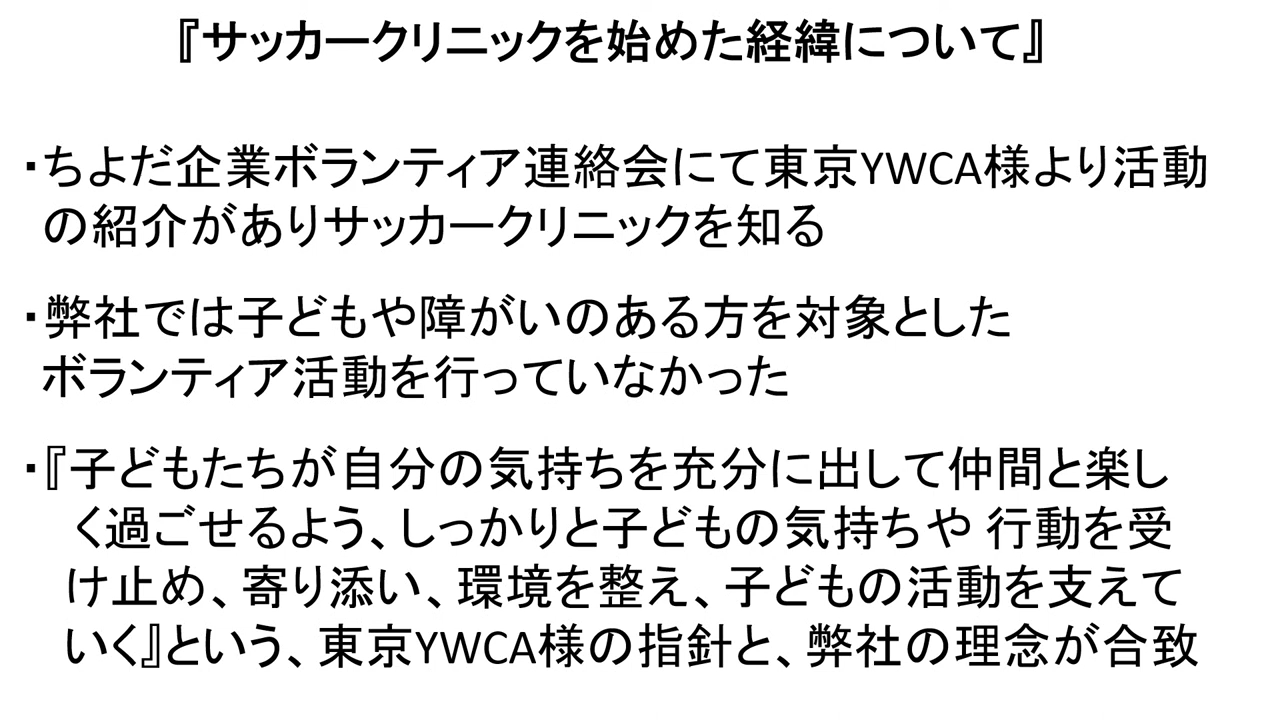 『サッカークリニックを始めた経緯について』
・ちよだ企業ボランティア連絡会にて東京YWCA様より活動
の紹介がありサッカークリニックを知る
・弊社では子どもや障がいのある方を対象とした
ボランティア活動を行っていなかった
・『子どもたちが自分の気持ちを充分に出して仲間と楽し
く過ごせるよう、しっかりと子どもの気持ちや 行動を受
け止め、寄り添い、環境を整え、子どもの活動を支えて
いく』という、東京YWCA様の指針と、弊社の理念が合致